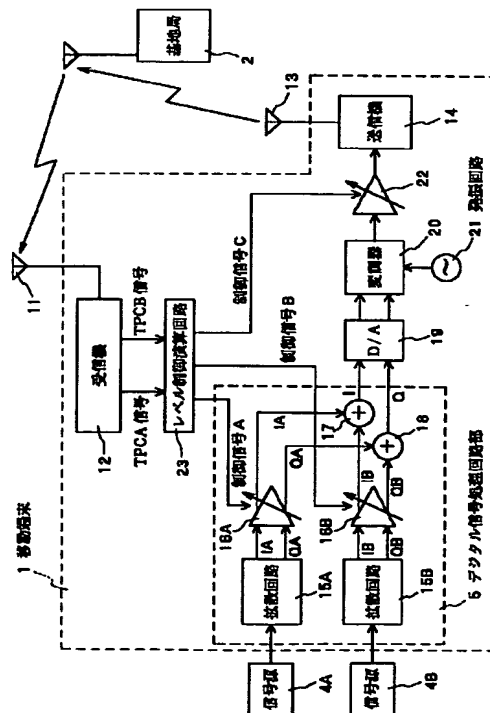 1 移動端末
11
受信機
12
TPCA信号
TPCB信号
レベル制御演算回路
23
制御信号A
制御信号B
制御信号C
基地局
2
13
送信機
14
22
変調器
20
21 発振回路
D/A
19
I
Q
17
18
IA
QA
IB
QB
16A
16B
IA
QA
IB
QB
拡散回路
15A
拡散回路
15B
5 デジタル信号処理回路部
信号源
4A
信号源
4B